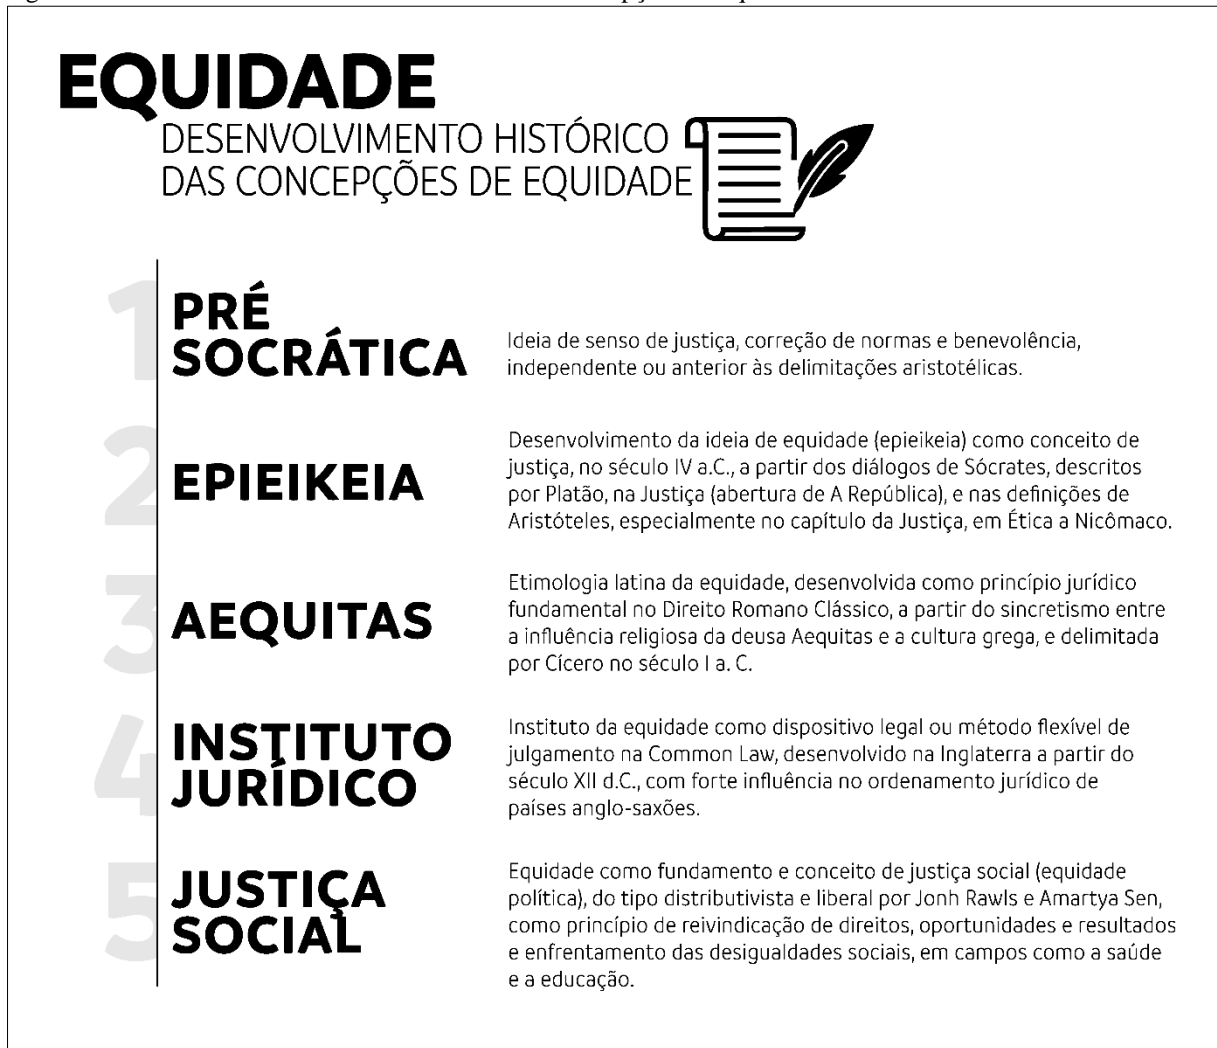 EQUIDADE
DESENVOLVIMENTO HISTÓRICO
DAS CONCEPÇÕES DE EQUIDADE
1
PRÉ
SOCRÁTICA
Ideia de senso de justiça, correção de normas e benevolência,
independente ou anterior às delimitações aristotélicas.
2
EPIEIKEIA
Desenvolvimento da ideia de equidade (epieikeia) como conceito de
justiça, no século IV a.C., a partir dos diálogos de Sócrates, descritos
por Platão, na Justiça (abertura de A República), e nas definições de
Aristóteles, especialmente no capítulo da Justiça, em Ética a Nicômaco.
3
AEQUITAS
Etimologia latina da equidade, desenvolvida como princípio jurídico
fundamental no Direito Romano Clássico, a partir do sincretismo entre
a influência religiosa da deusa Aequitas e a cultura grega, e delimitada
por Cícero no século I a. C.
4
INSTITUTO
JURÍDICO
Instituto da equidade como dispositivo legal ou método flexível de
julgamento na Common Law, desenvolvido na Inglaterra a partir do
século XII d.C., com forte influência no ordenamento jurídico de
países anglo-saxões.
5
JUSTIÇA
SOCIAL
Equidade como fundamento e conceito de justiça social (equidade
política), do tipo distributivista e liberal por Jonh Rawls e Amartya Sen,
como princípio de reivindicação de direitos, oportunidades e resultados
e enfrentamento das desigualdades sociais, em campos como a saúde
e a educação.